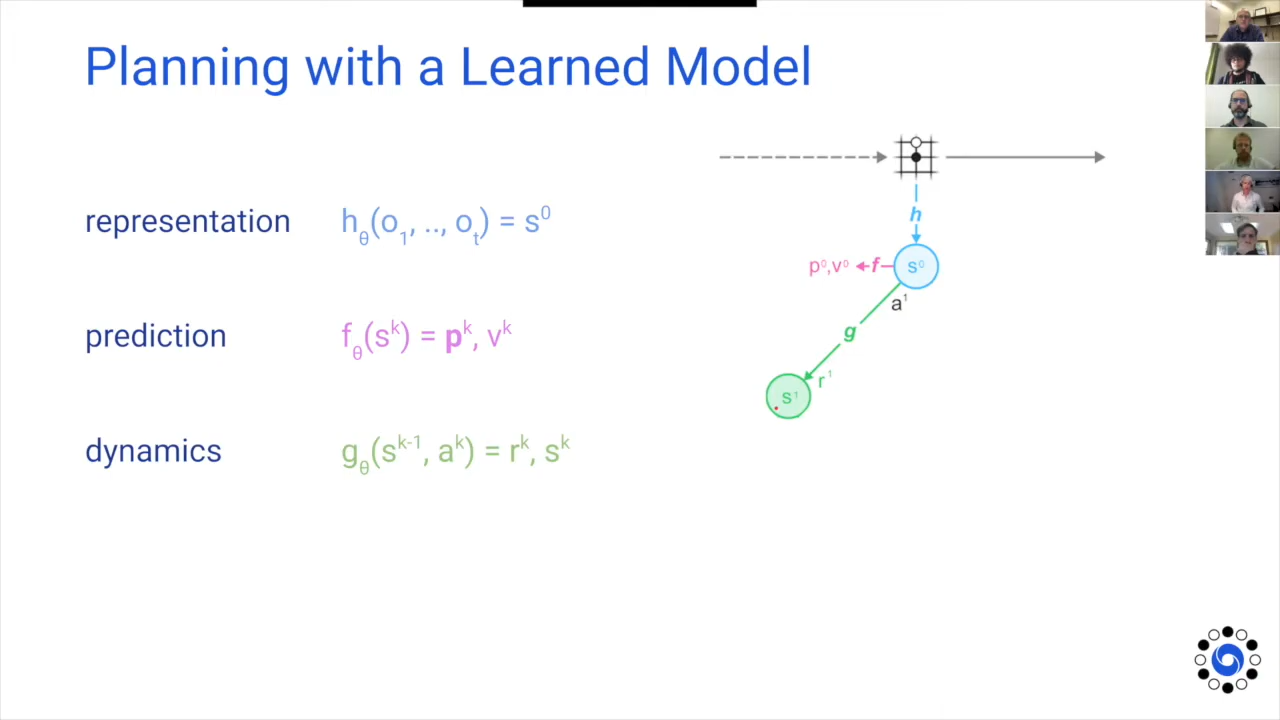 Planning with a Learned Model
representation h_θ(o_1, .., o_t) = s^0
prediction f_θ(s^k) = p^k, v^k
dynamics g_θ(s^{k-1}, a^k) = r^k, s^k
h
p^0, v^0 f s^0
a^1
g
r^1
s^1